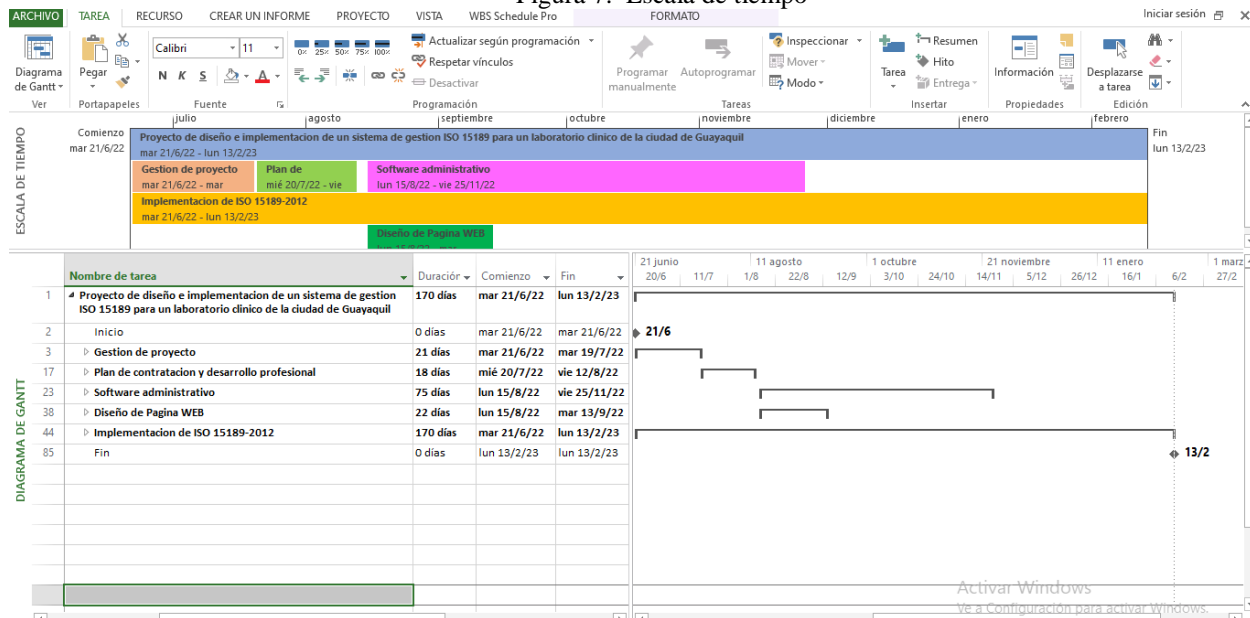 Figura 7. Escala de tiempo
ARCHIVO TAREA RECURSO CREAR UN INFORME PROYECTO VISTA WBS Schedule Pro FORMATO Iniciar sesión
Diagrama de Gantt
Ver
Pegar
Portapapeles
Calibri 11
N K S A
Fuente
0× 25× 50× 75× 100×
Actualizar según programación
Respetar vínculos
Desactivar
Programación
Programar manualmente
Autoprogramar
Inspeccionar
Mover
Modo
Tareas
Tarea
Resumen
Hito
Entrega
Insertar
Información
Propiedades
Desplazarse a tarea
Edición
ESCALA DE TIEMPO
julio agosto septiembre octubre noviembre diciembre enero febrero
Comienzo
mar 21/6/22
Proyecto de diseño e implementacion de un sistema de gestion ISO 15189 para un laboratorio clinico de la ciudad de Guayaquil
mar 21/6/22 - lun 13/2/23
Fin
lun 13/2/23
Gestion de proyecto
mar 21/6/22 - mar
Plan de
mié 20/7/22 - vie
Software administrativo
lun 15/8/22 - vie 25/11/22
Implementacion de ISO 15189-2012
mar 21/6/22 - lun 13/2/23
Diseño de Pagina WEB
DIAGRAMA DE GANTT
Nombre de tarea Duración Comienzo Fin
21 junio 11 agosto 1 octubre 21 noviembre 11 enero
20/6 11/7 1/8 22/8 12/9 3/10 24/10 14/11 5/12 26/12 16/1 6/2 27/2
1 Proyecto de diseño e implementacion de un sistema de gestion 170 días mar 21/6/22 lun 13/2/23
ISO 15189 para un laboratorio clinico de la ciudad de Guayaquil
2 Inicio 0 días mar 21/6/22 mar 21/6/22 21/6
3 Gestion de proyecto 21 días mar 21/6/22 mar 19/7/22
17 Plan de contratacion y desarrollo profesional 18 días mié 20/7/22 vie 12/8/22
23 Software administrativo 75 días lun 15/8/22 vie 25/11/22
38 Diseño de Pagina WEB 22 días lun 15/8/22 mar 13/9/22
44 Implementacion de ISO 15189-2012 170 días mar 21/6/22 lun 13/2/23
85 Fin 0 días lun 13/2/23 lun 13/2/23 13/2
Activar Windows
Ve a Configuración para activar Windows.